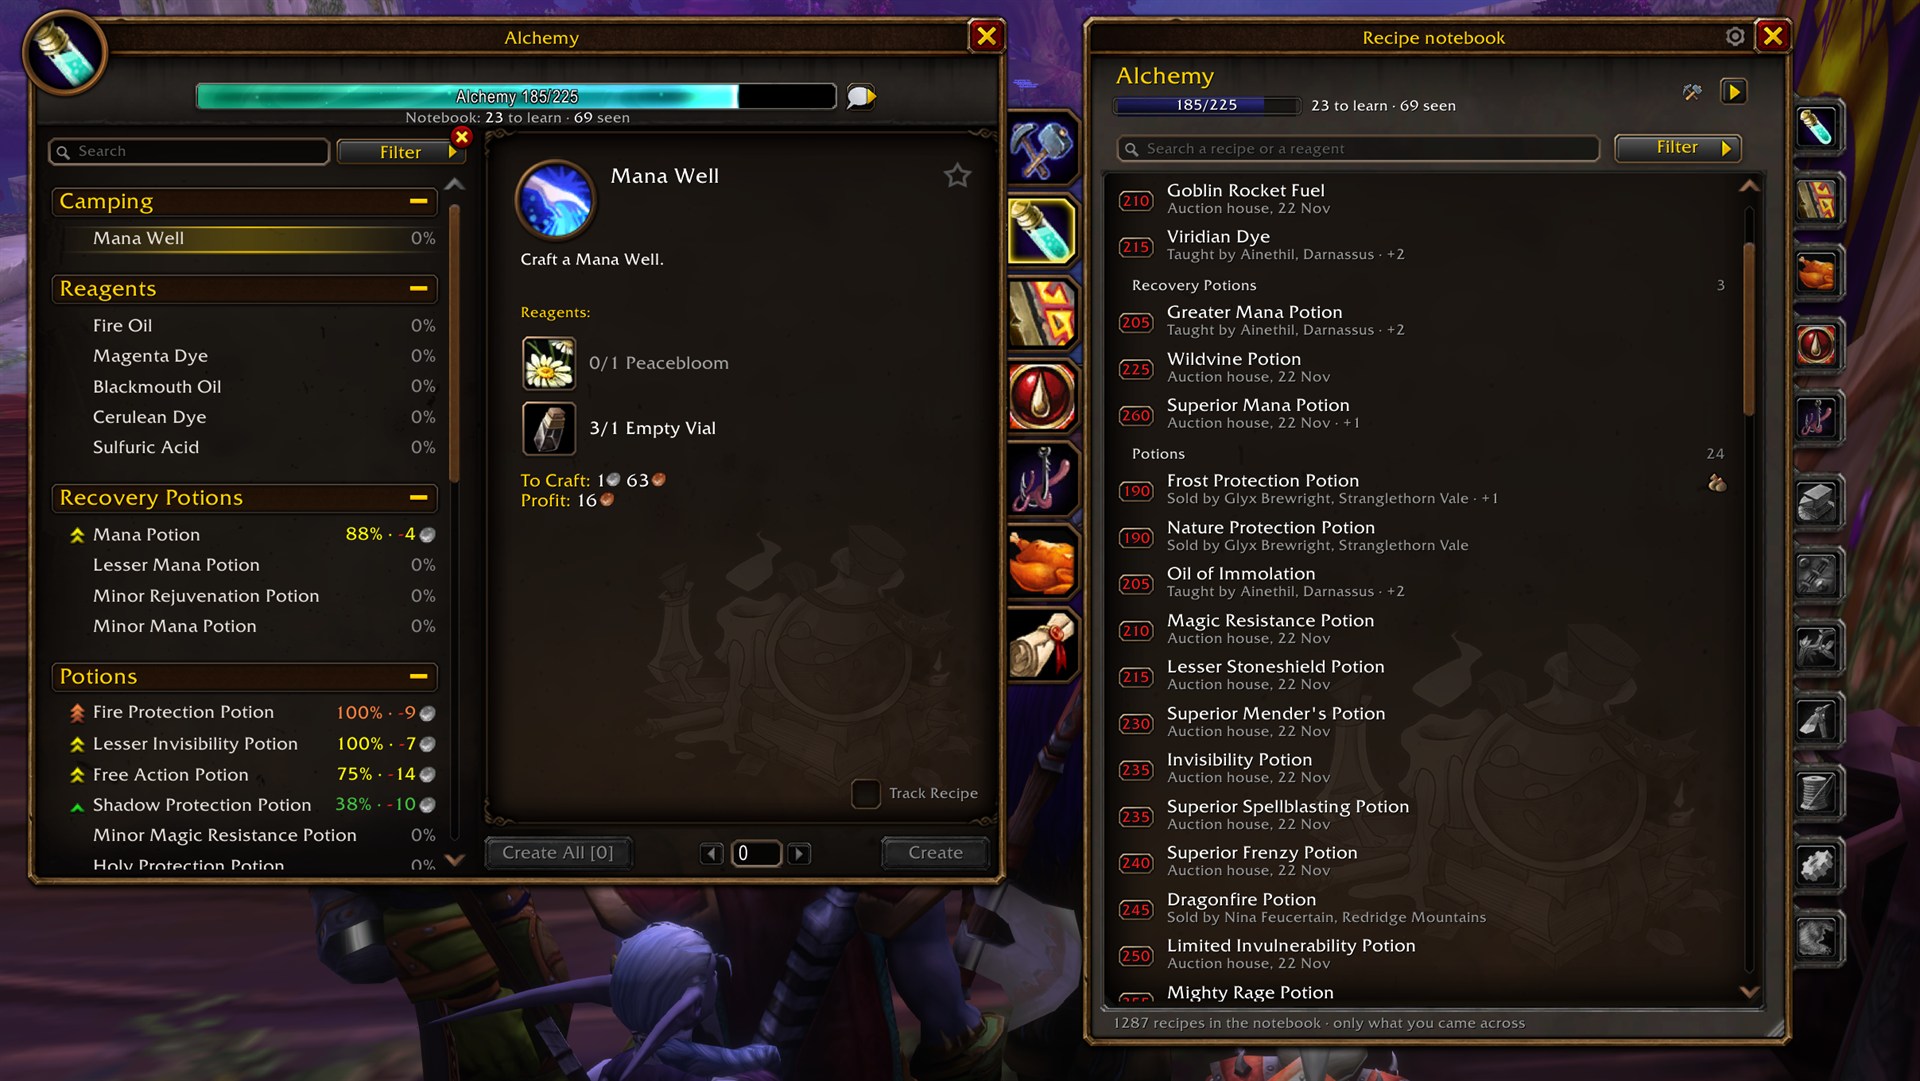 Alchemy
Alchemy 185/225
Notebook: 23 to learn · 69 seen
Search
Filter
Camping
Mana Well 0%
Reagents
Fire Oil 0%
Magenta Dye 0%
Blackmouth Oil 0%
Cerulean Dye 0%
Sulfuric Acid 0%
Recovery Potions
Mana Potion 88% · -4
Lesser Mana Potion 0%
Minor Rejuvenation Potion 0%
Minor Mana Potion 0%
Potions
Fire Protection Potion 100% · -9
Lesser Invisibility Potion 100% · -7
Free Action Potion 75% · -14
Shadow Protection Potion 38% · -10
Minor Magic Resistance Potion 0%
Holy Protection Potion 0%
Mana Well
Craft a Mana Well.
Reagents:
0/1 Peacebloom
3/1 Empty Vial
To Craft: 1 63
Profit: 16
Track Recipe
Create All [0]
0
Create
Recipe notebook
Alchemy
185/225 23 to learn · 69 seen
Search a recipe or a reagent
Filter
210 Goblin Rocket Fuel
Auction house, 22 Nov
215 Viridian Dye
Taught by Ainethil, Darnassus · +2
Recovery Potions 3
205 Greater Mana Potion
Taught by Ainethil, Darnassus · +2
225 Wildvine Potion
Auction house, 22 Nov
260 Superior Mana Potion
Auction house, 22 Nov · +1
Potions 24
190 Frost Protection Potion
Sold by Glyx Brewright, Stranglethorn Vale · +1
190 Nature Protection Potion
Sold by Glyx Brewright, Stranglethorn Vale
205 Oil of Immolation
Taught by Ainethil, Darnassus · +2
210 Magic Resistance Potion
Auction house, 22 Nov
215 Lesser Stoneshield Potion
Auction house, 22 Nov
230 Superior Mender's Potion
Auction house, 22 Nov
235 Invisibility Potion
Auction house, 22 Nov
235 Superior Spellblasting Potion
Auction house, 22 Nov
240 Superior Frenzy Potion
Auction house, 22 Nov
245 Dragonfire Potion
Sold by Nina Feucertain, Redridge Mountains
250 Limited Invulnerability Potion
Auction house, 22 Nov
Mighty Rage Potion
1287 recipes in the notebook · only what you came across